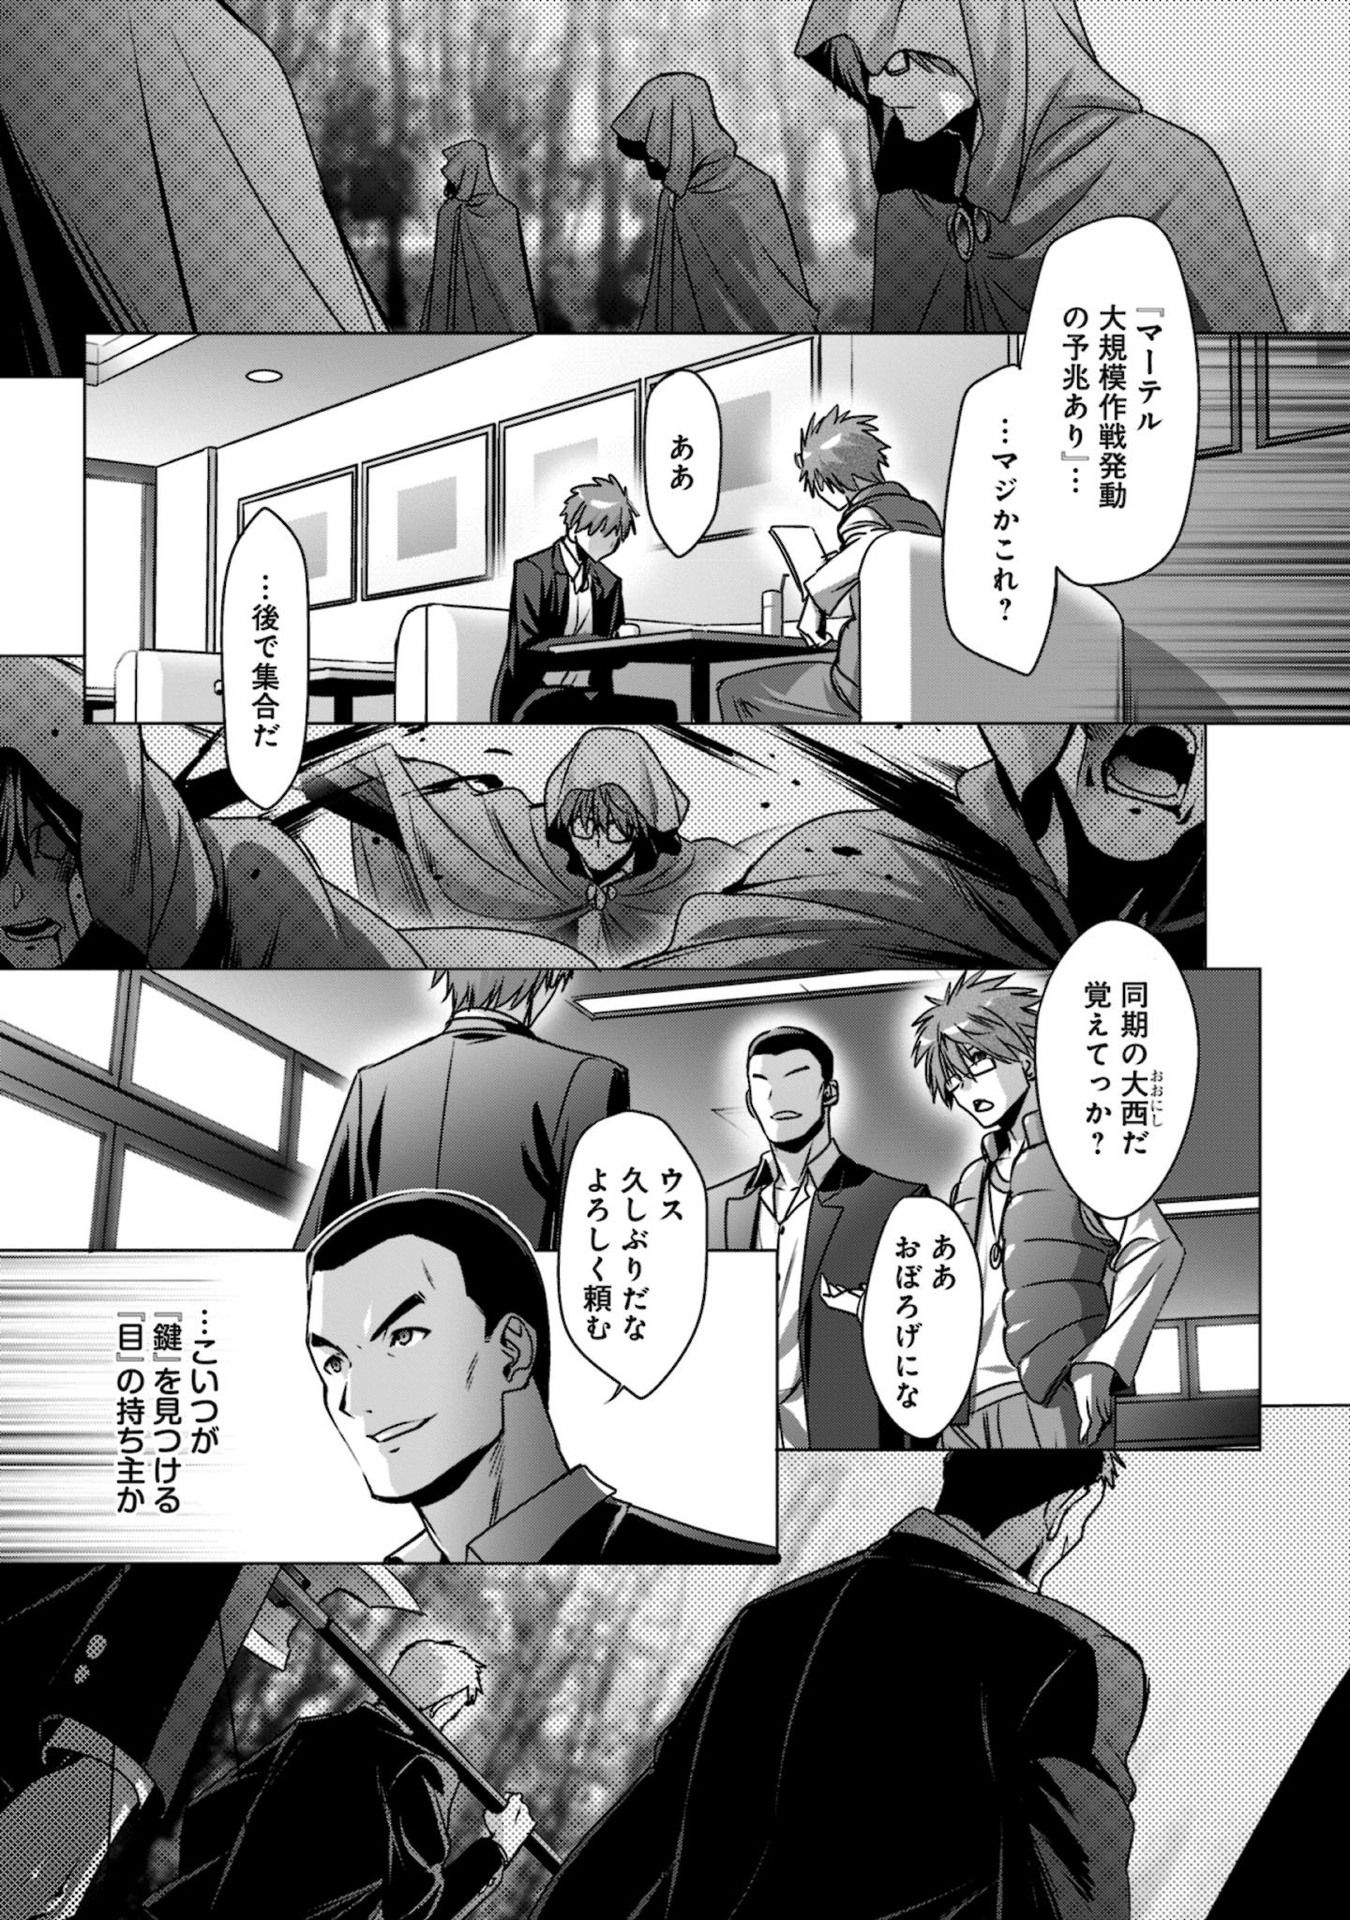 『マーテル
大規模作戦発動
の予兆あり』…
…マジかこれ?
ああ
…後で集合だ
同期の大西だ
おおにし
覚えてっか?
ああ
おぼろげにな
ウス
久しぶりだな
よろしく頼む
…こいつが
『鍵』を見つける
『目』の持ち主か